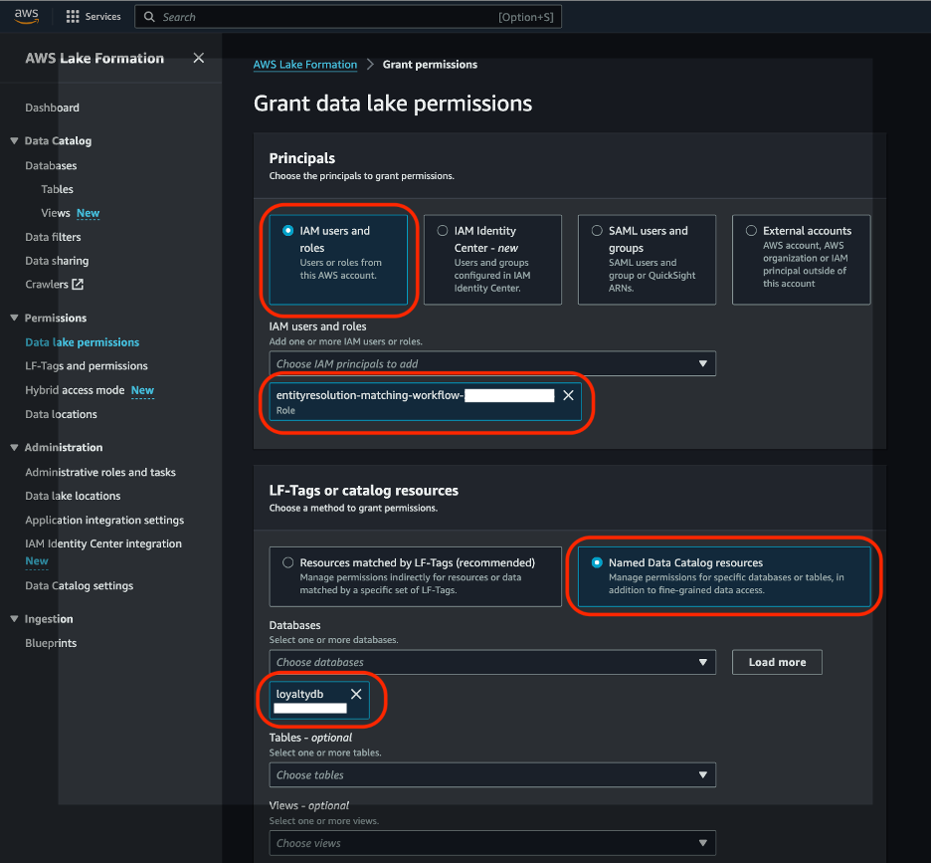 aws
Services
Search
[Option+S]
AWS Lake Formation
Dashboard
Data Catalog
Databases
Tables
Views New
Data filters
Data sharing
Crawlers
Permissions
Data lake permissions
LF-Tags and permissions
Hybrid access mode New
Data locations
Administration
Administrative roles and tasks
Data lake locations
Application integration settings
IAM Identity Center integration
New
Data Catalog settings
Ingestion
Blueprints
AWS Lake Formation > Grant permissions
Grant data lake permissions
Principals
Choose the principals to grant permissions.
IAM users and
roles
Users or roles from
this AWS account.
IAM Identity
Center - new
Users and groups
configured in IAM
Identity Center.
SAML users and
groups
SAML users and
group or QuickSight
ARNs.
External accounts
AWS account, AWS
organization or IAM
principal outside of
this account
IAM users and roles
Add one or more IAM users or roles.
Choose IAM principals to add
entityresolution-matching-workflow-
Role
LF-Tags or catalog resources
Choose a method to grant permissions.
Resources matched by LF-Tags (recommended)
Manage permissions indirectly for resources or data
matched by a specific set of LF-Tags.
Named Data Catalog resources
Manage permissions for specific databases or tables, in
addition to fine-grained data access.
Databases
Select one or more databases.
Choose databases
Load more
loyaltydb
Tables - optional
Select one or more tables.
Choose tables
Views - optional
Select one or more views.
Choose views